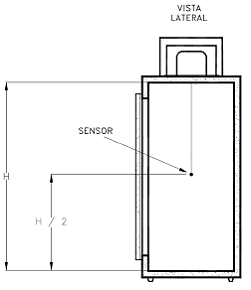 VISTA
LATERAL
SENSOR
H
H / 2